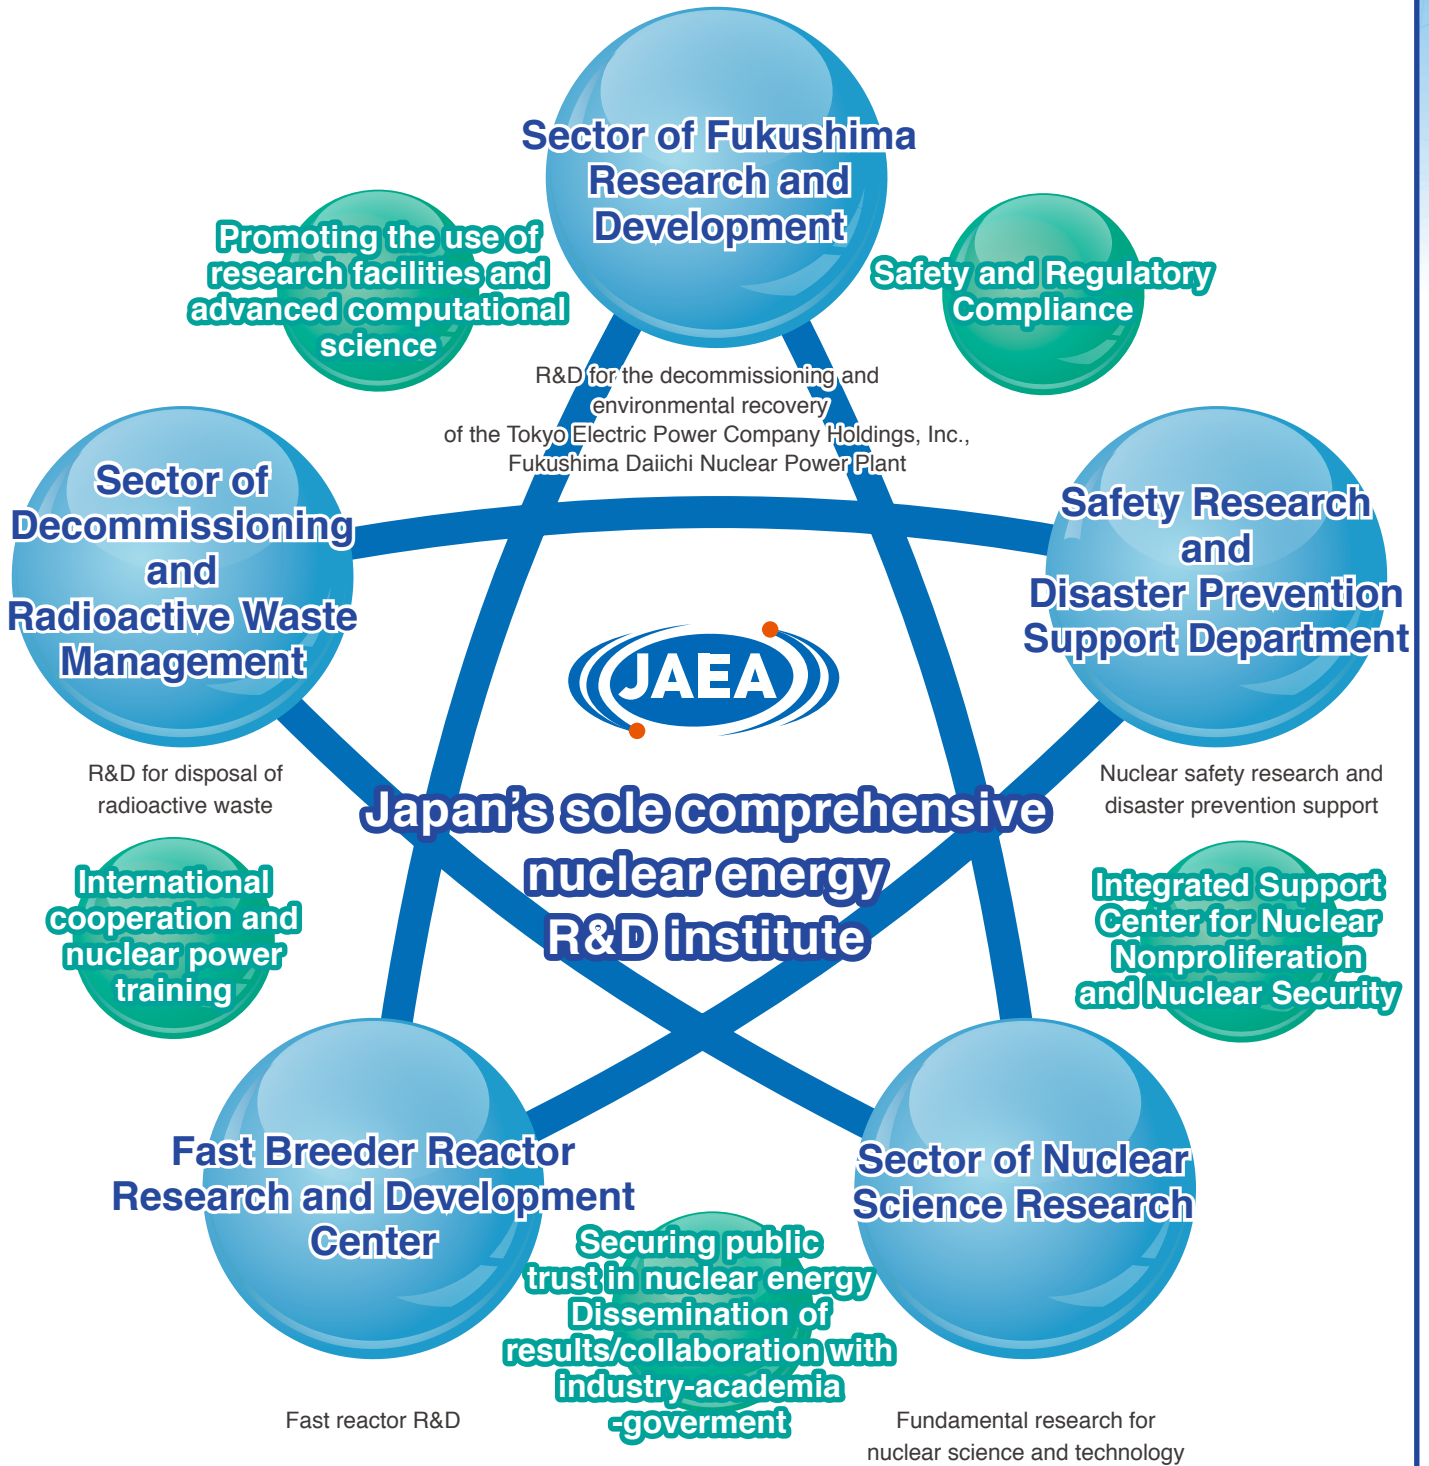 Sector of Fukushima
Research and
Development
R&D for the decommissioning and
environmental recovery
of the Tokyo Electric Power Company Holdings, Inc.,
Fukushima Daiichi Nuclear Power Plant
Promoting the use of
research facilities and
advanced computational
science
Safety and Regulatory
Compliance
Sector of
Decommissioning
and
Radioactive Waste
Management
R&D for disposal of
radioactive waste
Safety Research
and
Disaster Prevention
Support Department
Nuclear safety research and
disaster prevention support
JAEA
Japan's sole comprehensive
nuclear energy
R&D institute
International
cooperation and
nuclear power
training
Integrated Support
Center for Nuclear
Nonproliferation
and Nuclear Security
Fast Breeder Reactor
Research and Development
Center
Fast reactor R&D
Securing public
trust in nuclear energy
Dissemination of
results/collaboration with
industry-academia
-goverment
Sector of Nuclear
Science Research
Fundamental research for
nuclear science and technology